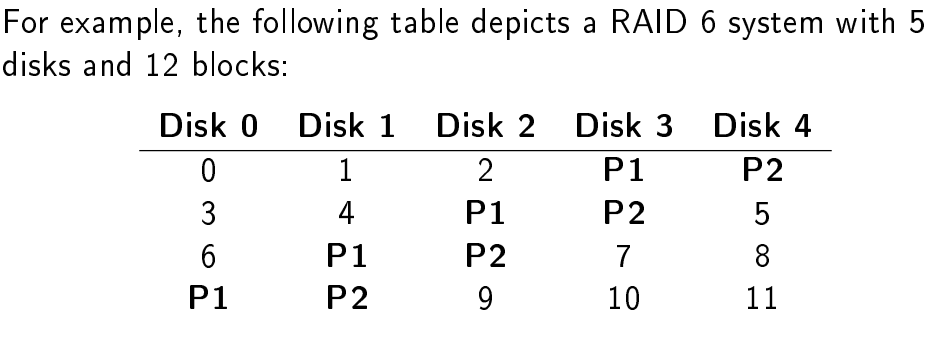 For example, the following table depicts a RAID 6 system with 5
disks and 12 blocks:
Disk 0 Disk 1 Disk 2 Disk 3 Disk 4
0 1 2 P1 P2
3 4 P1 P2 5
6 P1 P2 7 8
P1 P2 9 10 11